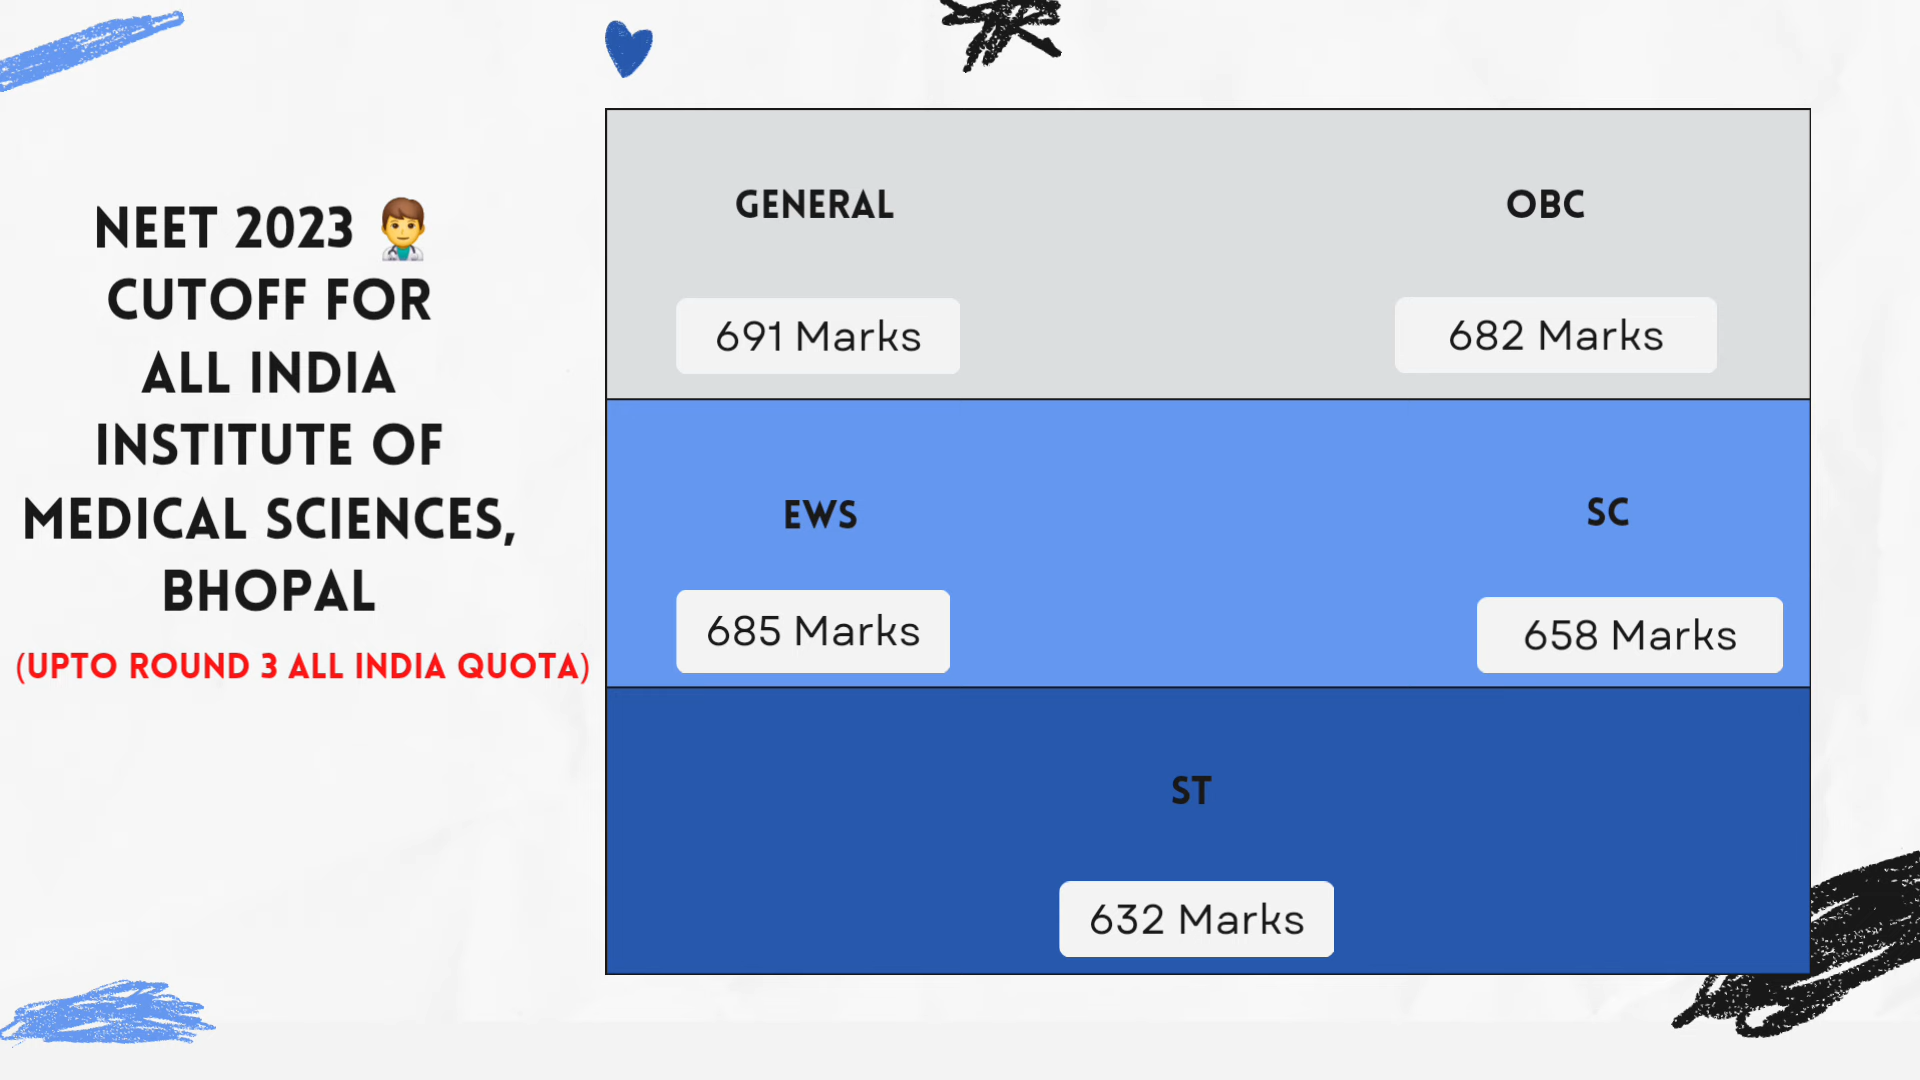 NEET 2023 👨‍⚕️
CUTOFF FOR
ALL INDIA
INSTITUTE OF
MEDICAL SCIENCES,
BHOPAL
(UPTO ROUND 3 ALL INDIA QUOTA)
GENERAL
OBC
691 Marks
682 Marks
EWS
SC
685 Marks
658 Marks
ST
632 Marks